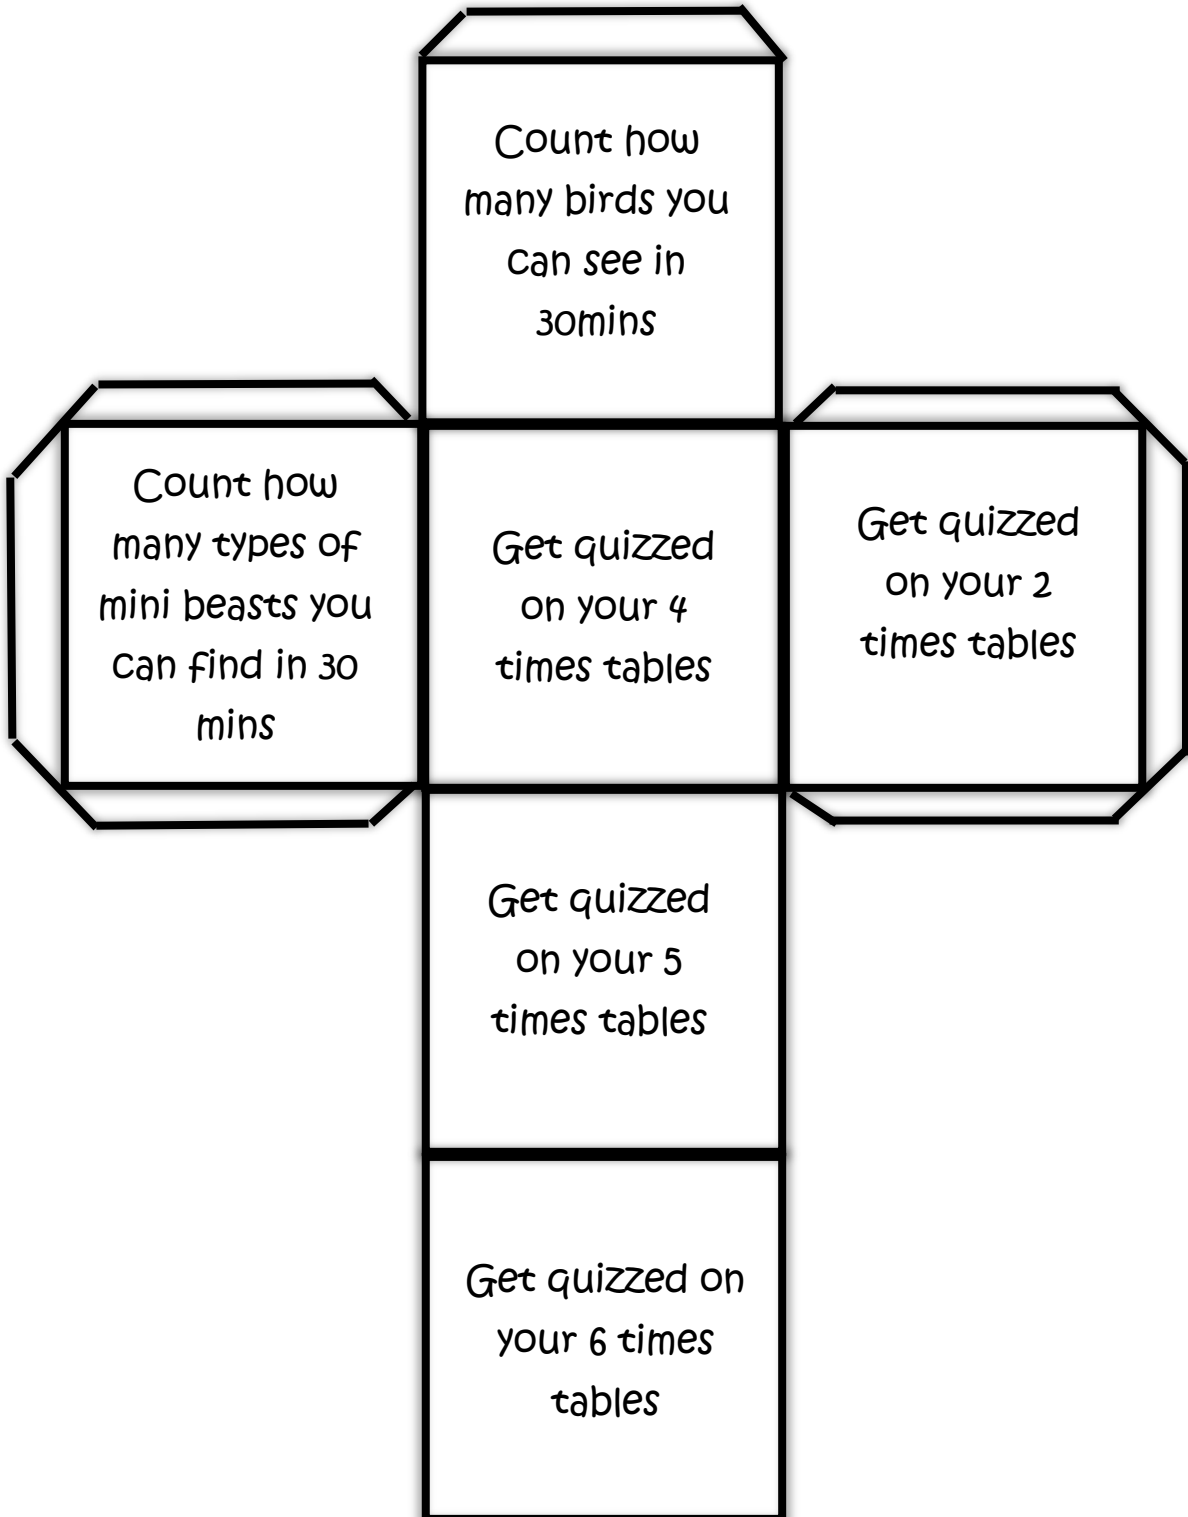 Count how
many birds you
can see in
30mins
Count how
many types of
mini beasts you
can find in 30
mins
Get quizzed
on your 4
times tables
Get quizzed
on your 2
times tables
Get quizzed
on your 5
times tables
Get quizzed on
your 6 times
tables